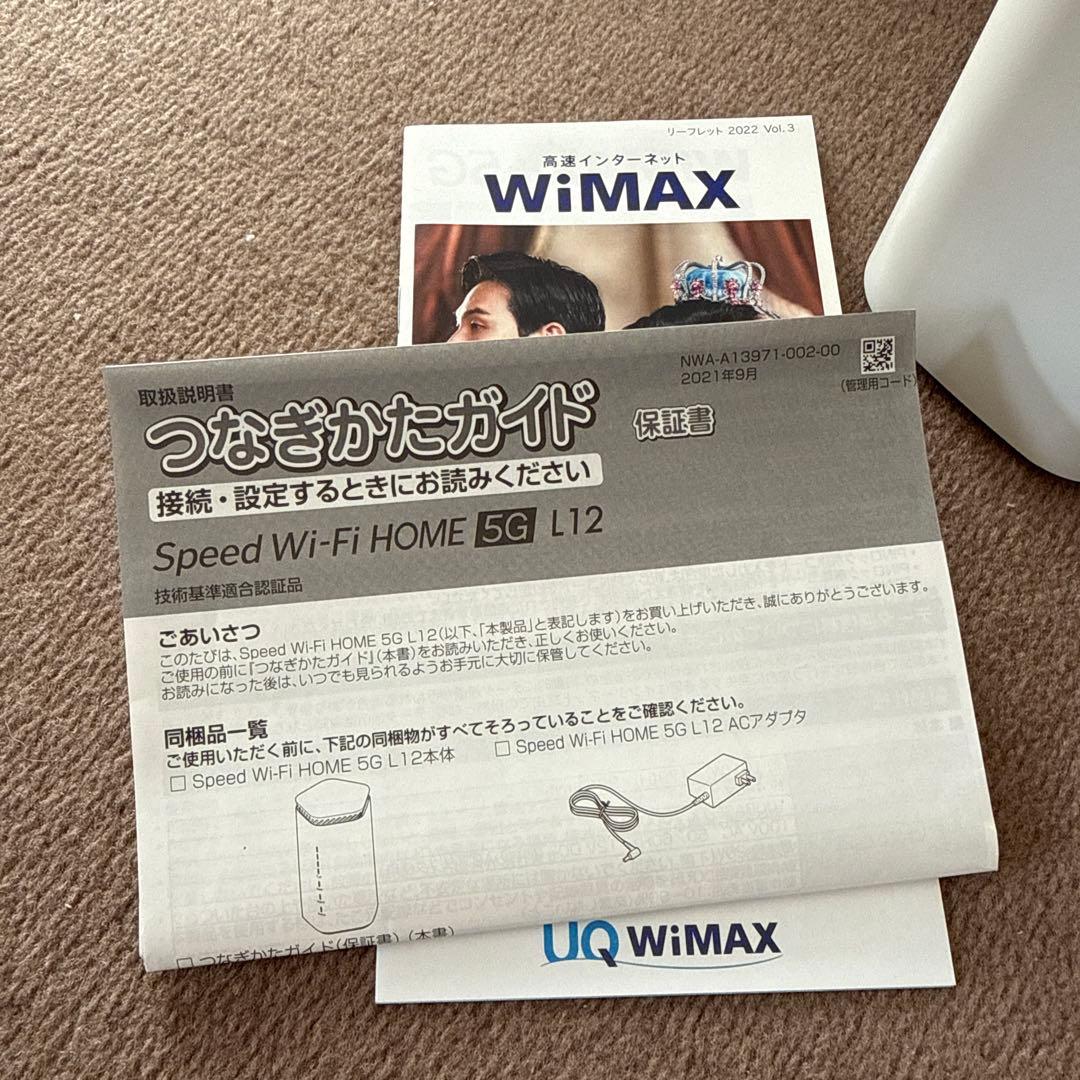 リーフレット 2022 Vol.3
高速インターネット
WiMAX
NWA-A13971-002-00
2021年9月
(管理用コード)
取扱説明書
つなぎかたガイド
保証書
接続・設定するときにお読みください
Speed Wi-Fi HOME 5G L12
技術基準適合認証品
ごあいさつ
このたびは、Speed Wi-Fi HOME 5G L12(以下、「本製品」と表記します)をお買い上げいただき、誠にありがとうございます。
ご使用の前に『つなぎかたガイド』(本書)をお読みいただき、正しくお使いください。
お読みになった後は、いつでも見られるようお手元に大切に保管してください。
同梱品一覧
ご使用いただく前に、下記の同梱物がすべてそろっていることをご確認ください。
□ Speed Wi-Fi HOME 5G L12本体
□ Speed Wi-Fi HOME 5G L12 ACアダプタ
□ つなぎかたガイド(保証書)(本書)
UQ WiMAX